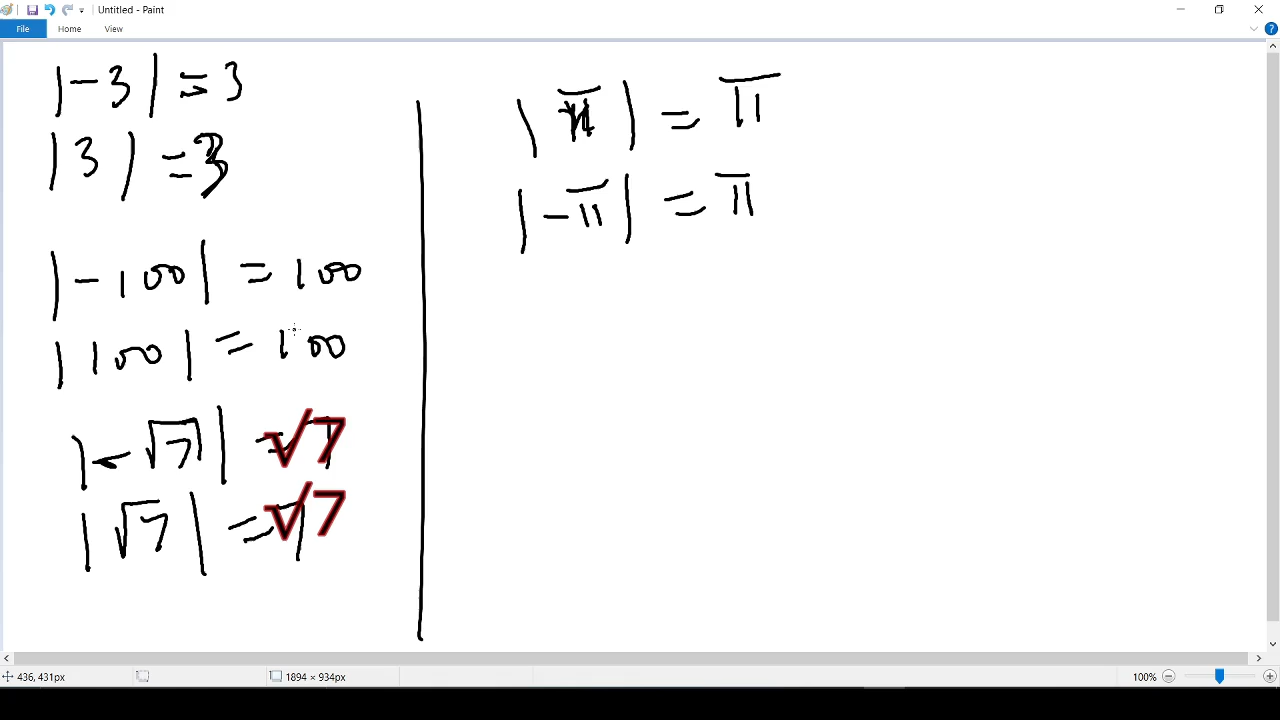 Untitled - Paint
File Home View
|-3| = 3
|3| = 3
|-100| = 100
|100| = 100
|-√7| = √7
|√7| = √7
|π| = π
|-π| = π
436, 431px
1894 × 934px
100%